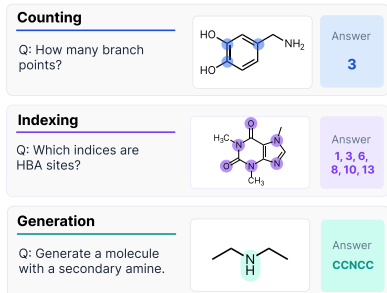 Counting
Q: How many branch
points?
HO
HO
NH₂
Answer
3
Indexing
Q: Which indices are
HBA sites?
O
H₃C
N
N
O
N
N
CH₃
Answer
1, 3, 6,
8, 10, 13
Generation
Q: Generate a molecule
with a secondary amine.
N
H
Answer
CCNCC